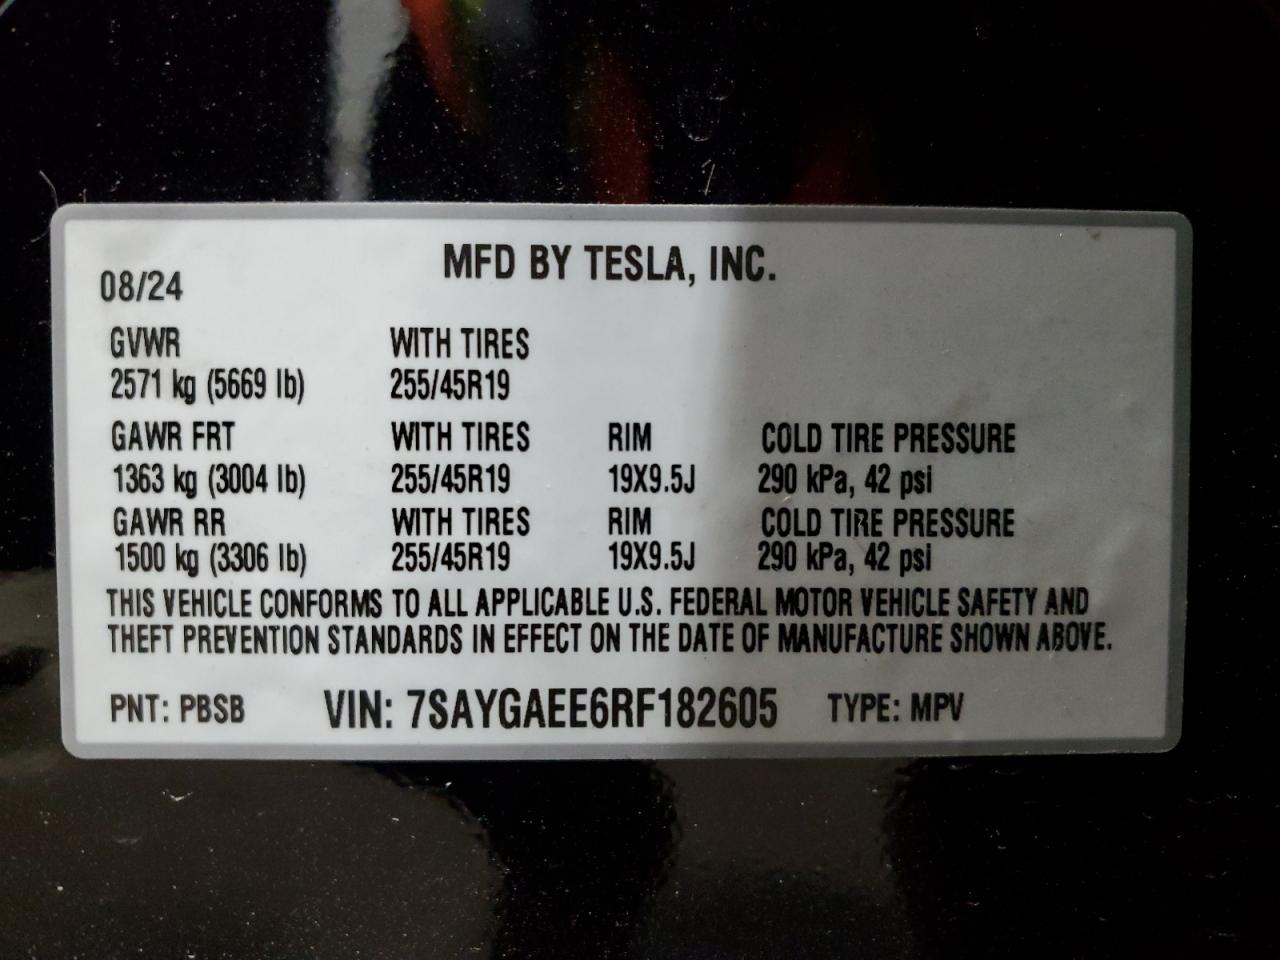 MFD BY TESLA, INC.
08/24
GVWR WITH TIRES
2571 kg (5669 lb) 255/45R19
GAWR FRT WITH TIRES RIM COLD TIRE PRESSURE
1363 kg (3004 lb) 255/45R19 19X9.5J 290 kPa, 42 psi
GAWR RR WITH TIRES RIM COLD TIRE PRESSURE
1500 kg (3306 lb) 255/45R19 19X9.5J 290 kPa, 42 psi
THIS VEHICLE CONFORMS TO ALL APPLICABLE U.S. FEDERAL MOTOR VEHICLE SAFETY AND
THEFT PREVENTION STANDARDS IN EFFECT ON THE DATE OF MANUFACTURE SHOWN ABOVE.
PNT: PBSB VIN: 7SAYGAEE6RF182605 TYPE: MPV